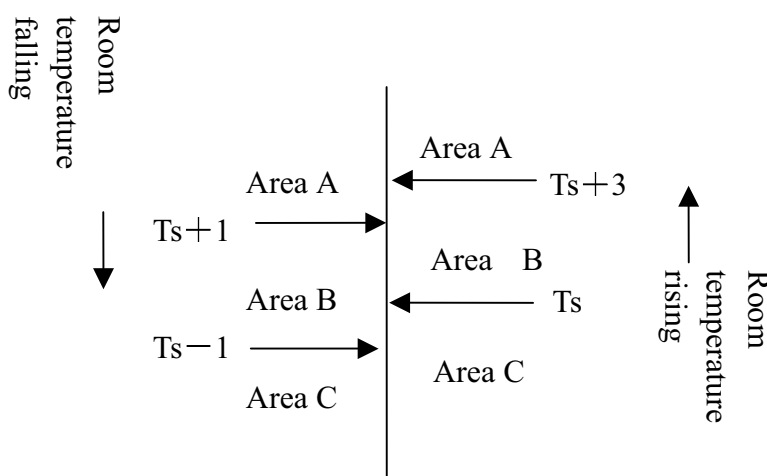 Room
temperature
falling
Area A
Area A
Ts+3
Ts+1
Area B
Area B
Ts
Ts−1
Area C
Area C
Room
temperature
rising